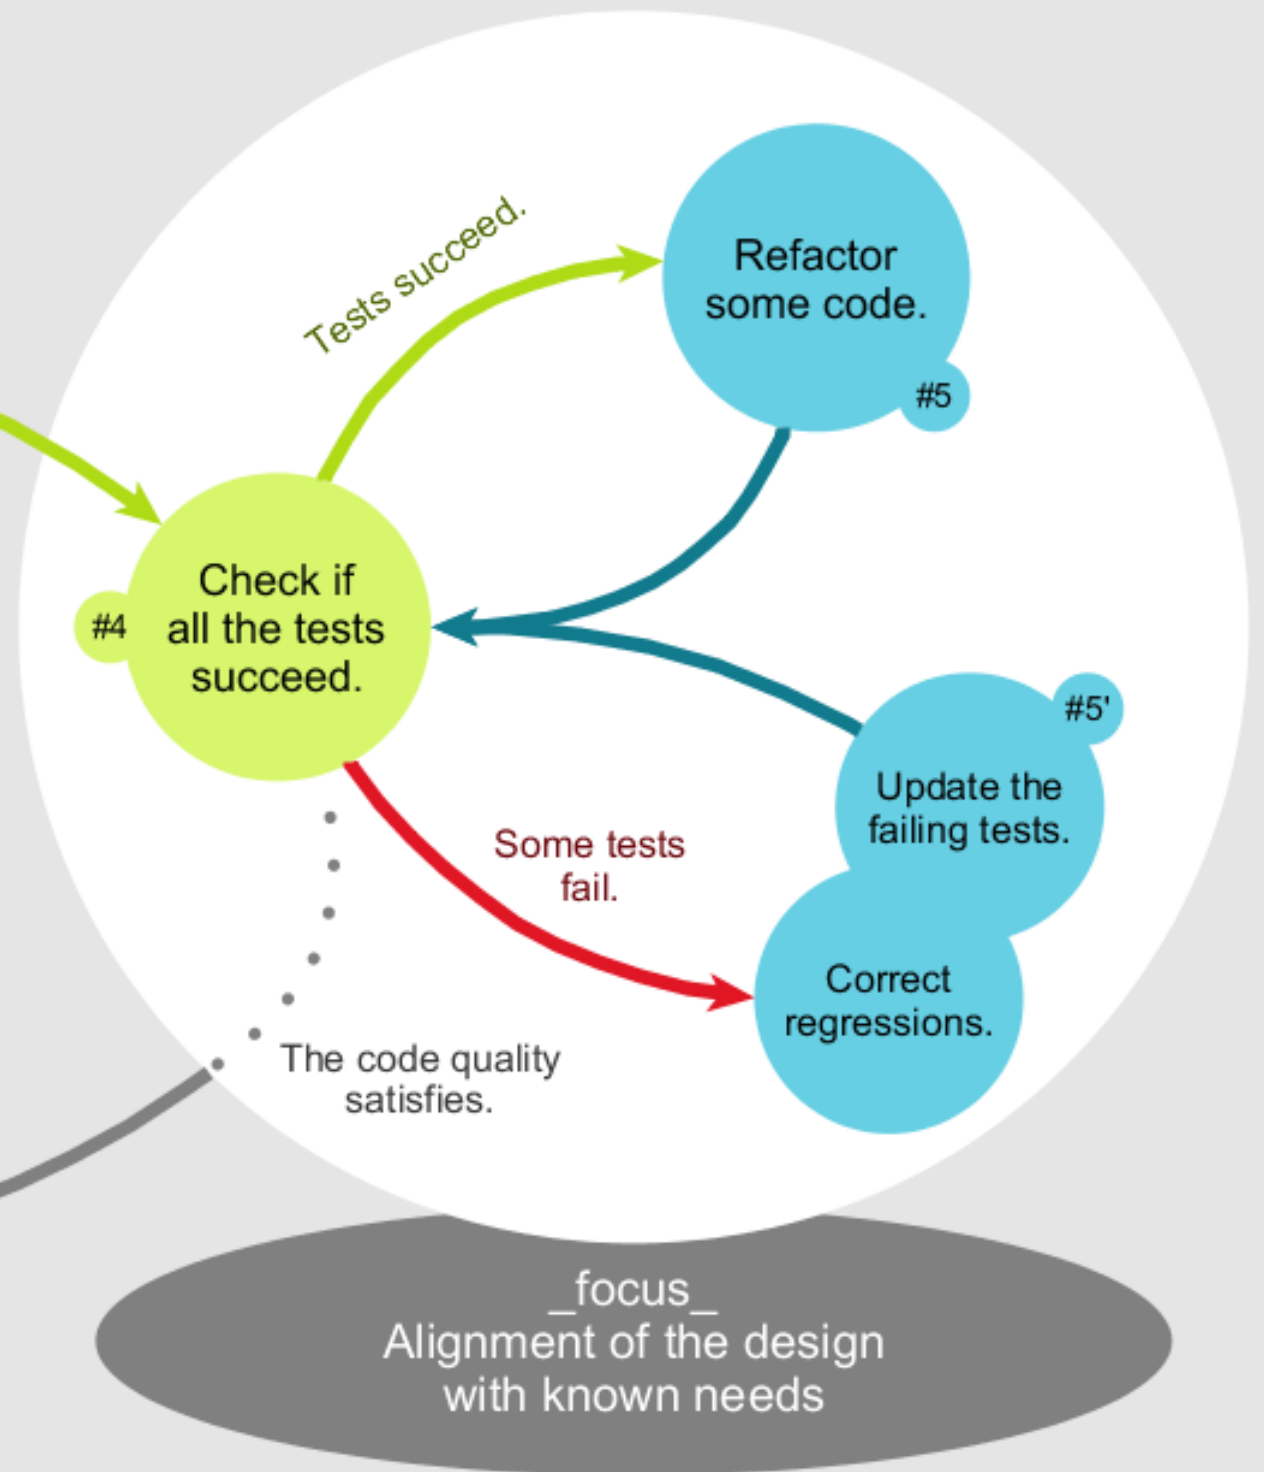 Tests succeed.
Refactor
some code.
#5
Check if
all the tests
succeed.
#4
#5'
Update the
failing tests.
Some tests
fail.
Correct
regressions.
The code quality
satisfies.
_focus_
Alignment of the design
with known needs